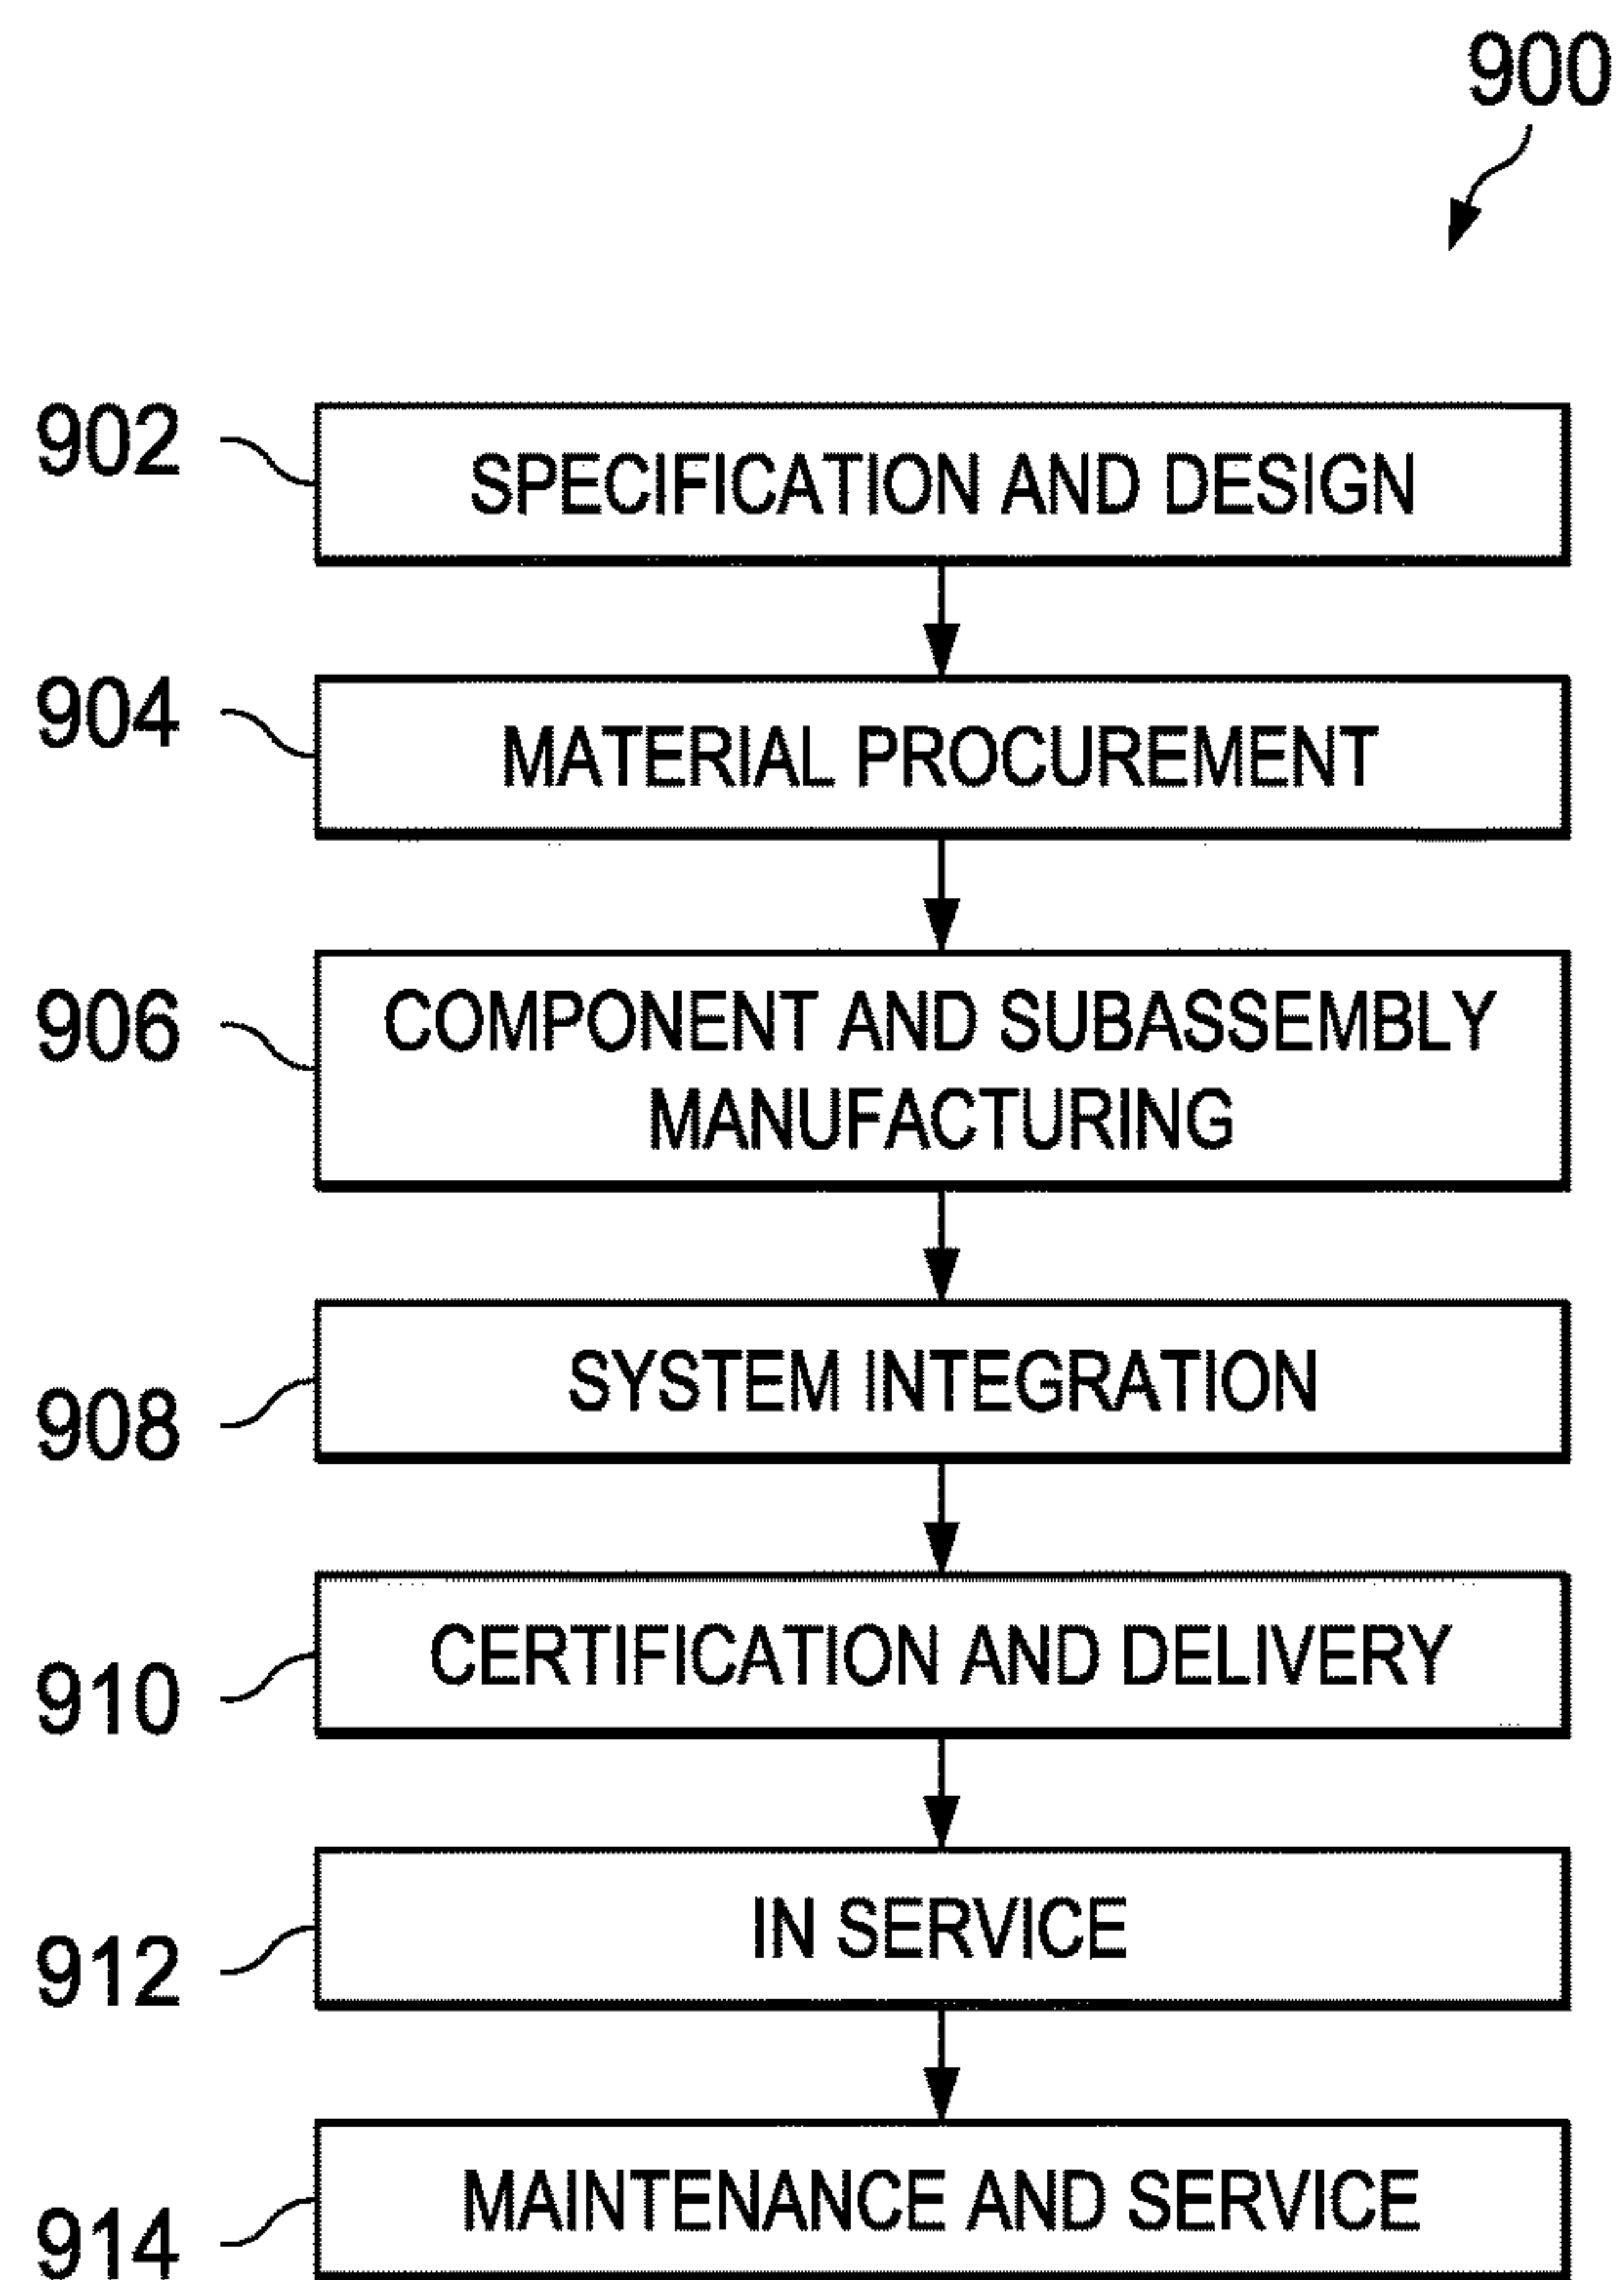 900
902
SPECIFICATION AND DESIGN
904
MATERIAL PROCUREMENT
906
COMPONENT AND SUBASSEMBLY
MANUFACTURING
908
SYSTEM INTEGRATION
910
CERTIFICATION AND DELIVERY
912
IN SERVICE
914
MAINTENANCE AND SERVICE